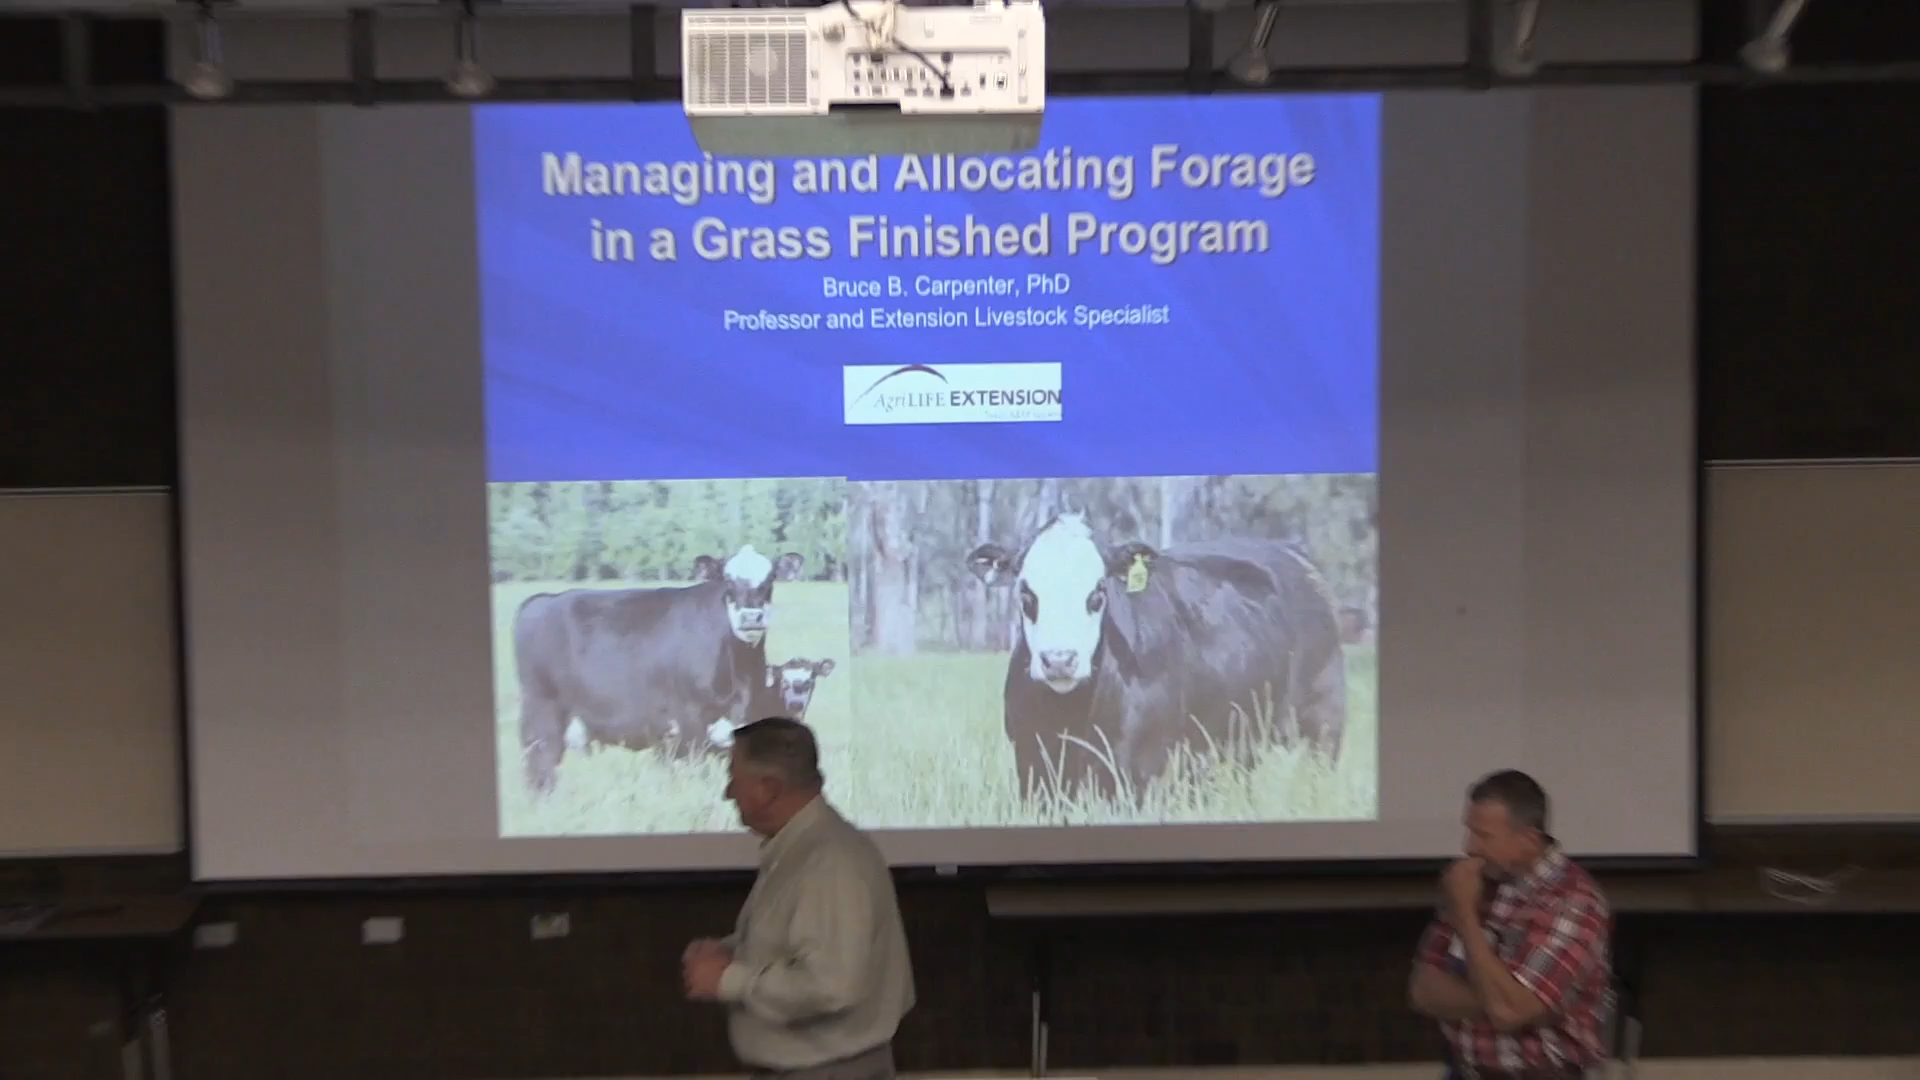 Managing and Allocating Forage
in a Grass Finished Program
Bruce B. Carpenter, PhD
Professor and Extension Livestock Specialist
AgriLIFE EXTENSION